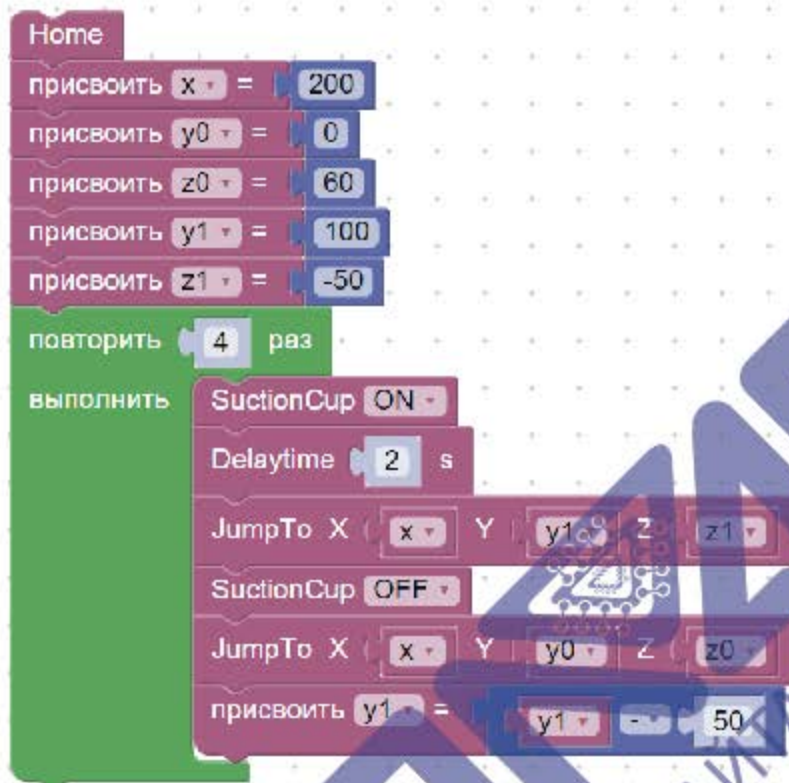 Home
присвоить x = 200
присвоить y0 = 0
присвоить z0 = 60
присвоить y1 = 100
присвоить z1 = -50
повторить 4 раз
выполнить SuctionCup ON
Delaytime 2 s
JumpTo X x Y y1 Z z1
SuctionCup OFF
JumpTo X x Y y0 Z z0
присвоить y1 = y1 - 50